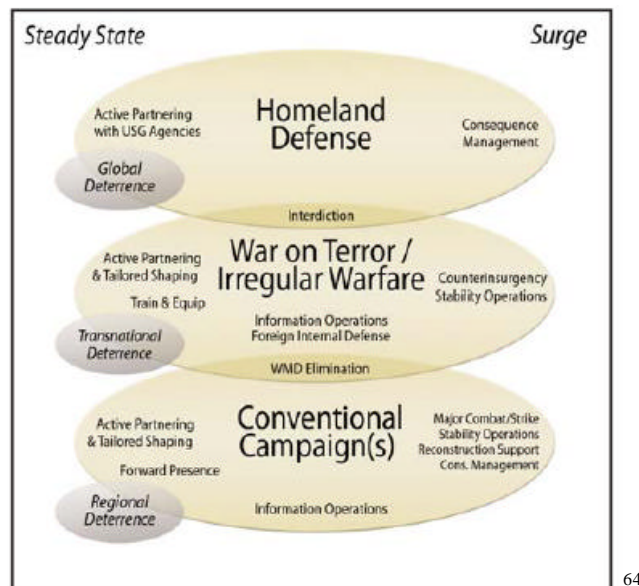 Steady State
Surge
Active Partnering
with USG Agencies
Homeland
Defense
Consequence
Management
Global
Deterrence
Interdiction
Active Partnering
& Tailored Shaping
Train & Equip
War on Terror /
Irregular Warfare
Counterinsurgency
Stability Operations
Information Operations
Foreign Internal Defense
Transnational
Deterrence
WMD Elimination
Active Partnering
& Tailored Shaping
Forward Presence
Conventional
Campaign(s)
Major Combat/Strike
Stability Operations
Reconstruction Support
Cons. Management
Regional
Deterrence
Information Operations
64